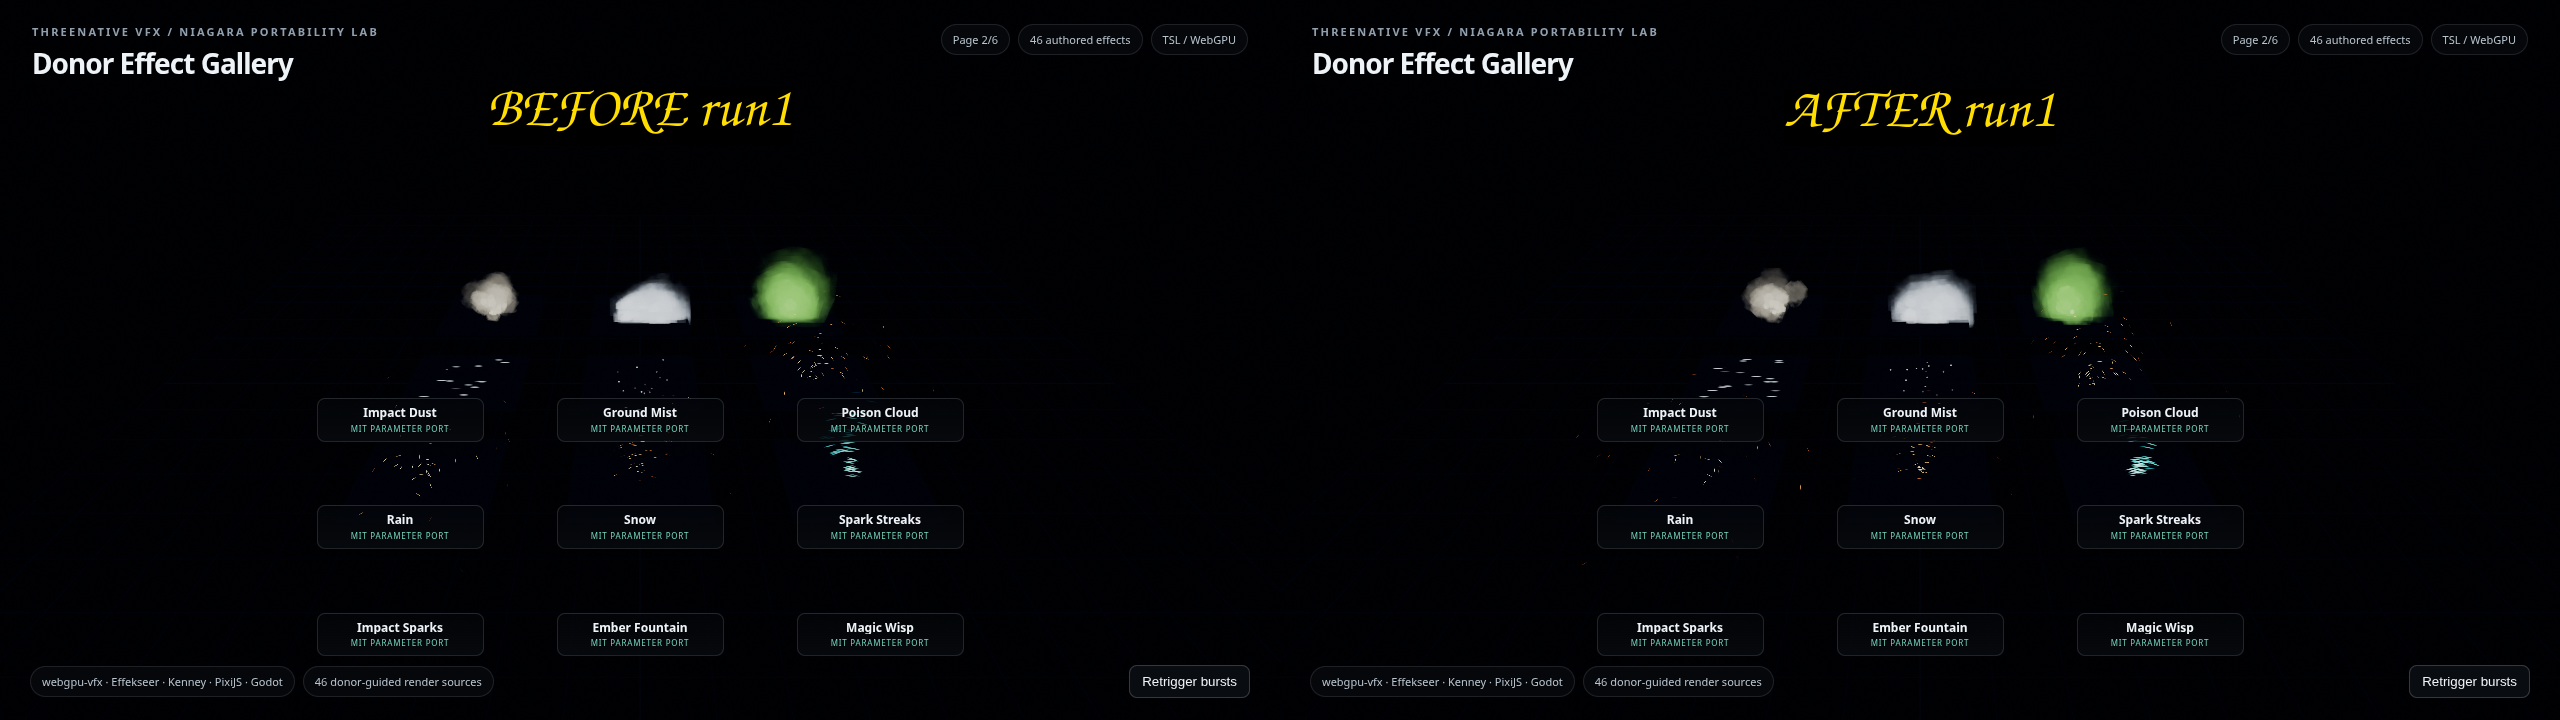 THREENATIVE VFX / NIAGARA PORTABILITY LAB
Donor Effect Gallery
Page 2/6
46 authored effects
TSL / WebGPU
BEFORE run1
Impact Dust
MIT PARAMETER PORT
Ground Mist
MIT PARAMETER PORT
Poison Cloud
MIT PARAMETER PORT
Rain
MIT PARAMETER PORT
Snow
MIT PARAMETER PORT
Spark Streaks
MIT PARAMETER PORT
Impact Sparks
MIT PARAMETER PORT
Ember Fountain
MIT PARAMETER PORT
Magic Wisp
MIT PARAMETER PORT
webgpu-vfx · Effekseer · Kenney · PixiJS · Godot
46 donor-guided render sources
Retrigger bursts
THREENATIVE VFX / NIAGARA PORTABILITY LAB
Donor Effect Gallery
Page 2/6
46 authored effects
TSL / WebGPU
AFTER run1
Impact Dust
MIT PARAMETER PORT
Ground Mist
MIT PARAMETER PORT
Poison Cloud
MIT PARAMETER PORT
Rain
MIT PARAMETER PORT
Snow
MIT PARAMETER PORT
Spark Streaks
MIT PARAMETER PORT
Impact Sparks
MIT PARAMETER PORT
Ember Fountain
MIT PARAMETER PORT
Magic Wisp
MIT PARAMETER PORT
webgpu-vfx · Effekseer · Kenney · PixiJS · Godot
46 donor-guided render sources
Retrigger bursts